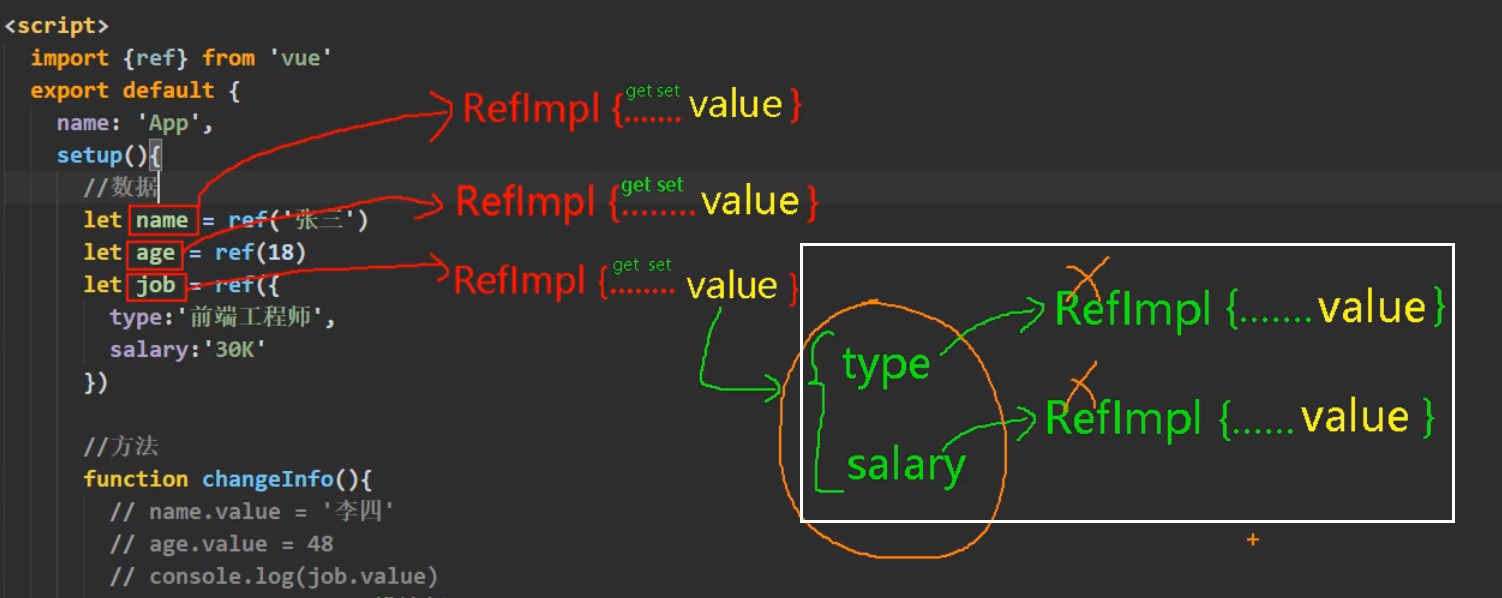 <script>
import {ref} from 'vue'
export default {
name: 'App',
setup(){
//数据
let name = ref('张三')
let age = ref(18)
let job = ref({
type:'前端工程师',
salary:'30K'
})
//方法
function changeInfo(){
// name.value = '李四'
// age.value = 48
// console.log(job.value)
RefImpl {....... get set value }
RefImpl {........ get set value }
RefImpl {........ get set value }
type
RefImpl {....... value }
salary
RefImpl {...... value }